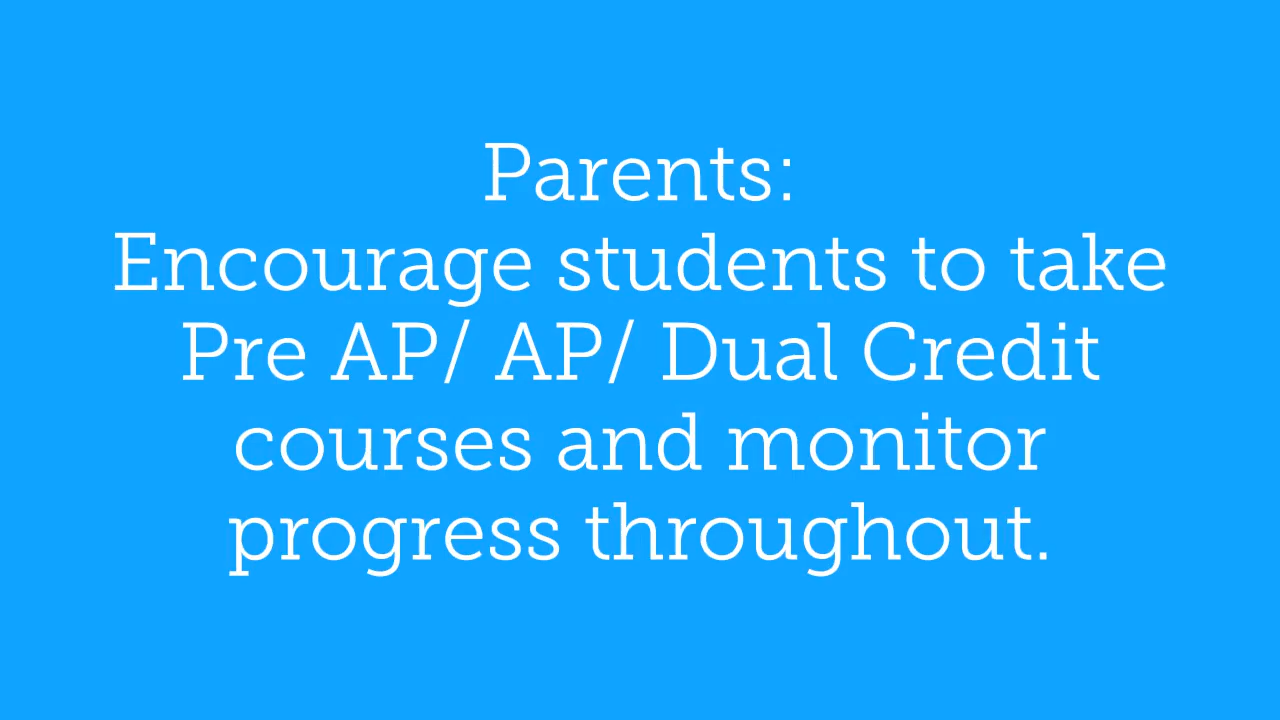 Parents:
Encourage students to take
Pre AP/ AP/ Dual Credit
courses and monitor
progress throughout.